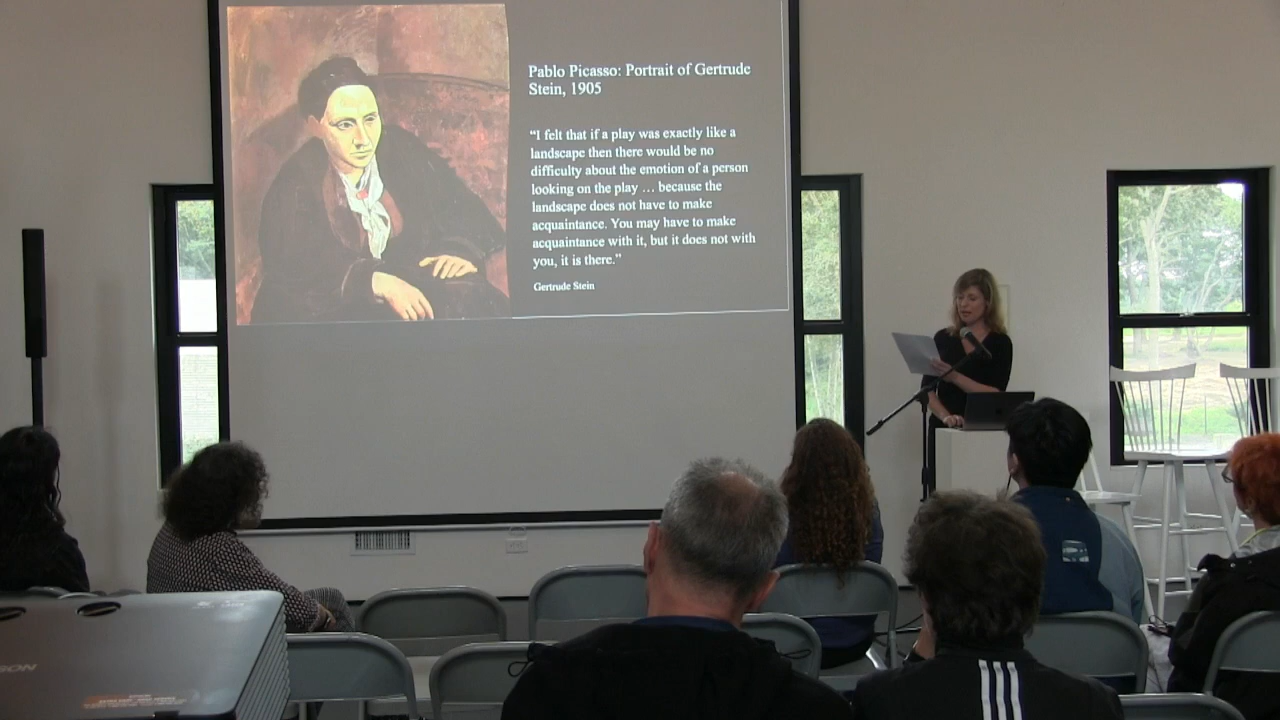 Pablo Picasso: Portrait of Gertrude
Stein, 1905
“I felt that if a play was exactly like a
landscape then there would be no
difficulty about the emotion of a person
looking on the play … because the
landscape does not have to make
acquaintance. You may have to make
acquaintance with it, but it does not with
you, it is there.”
Gertrude Stein